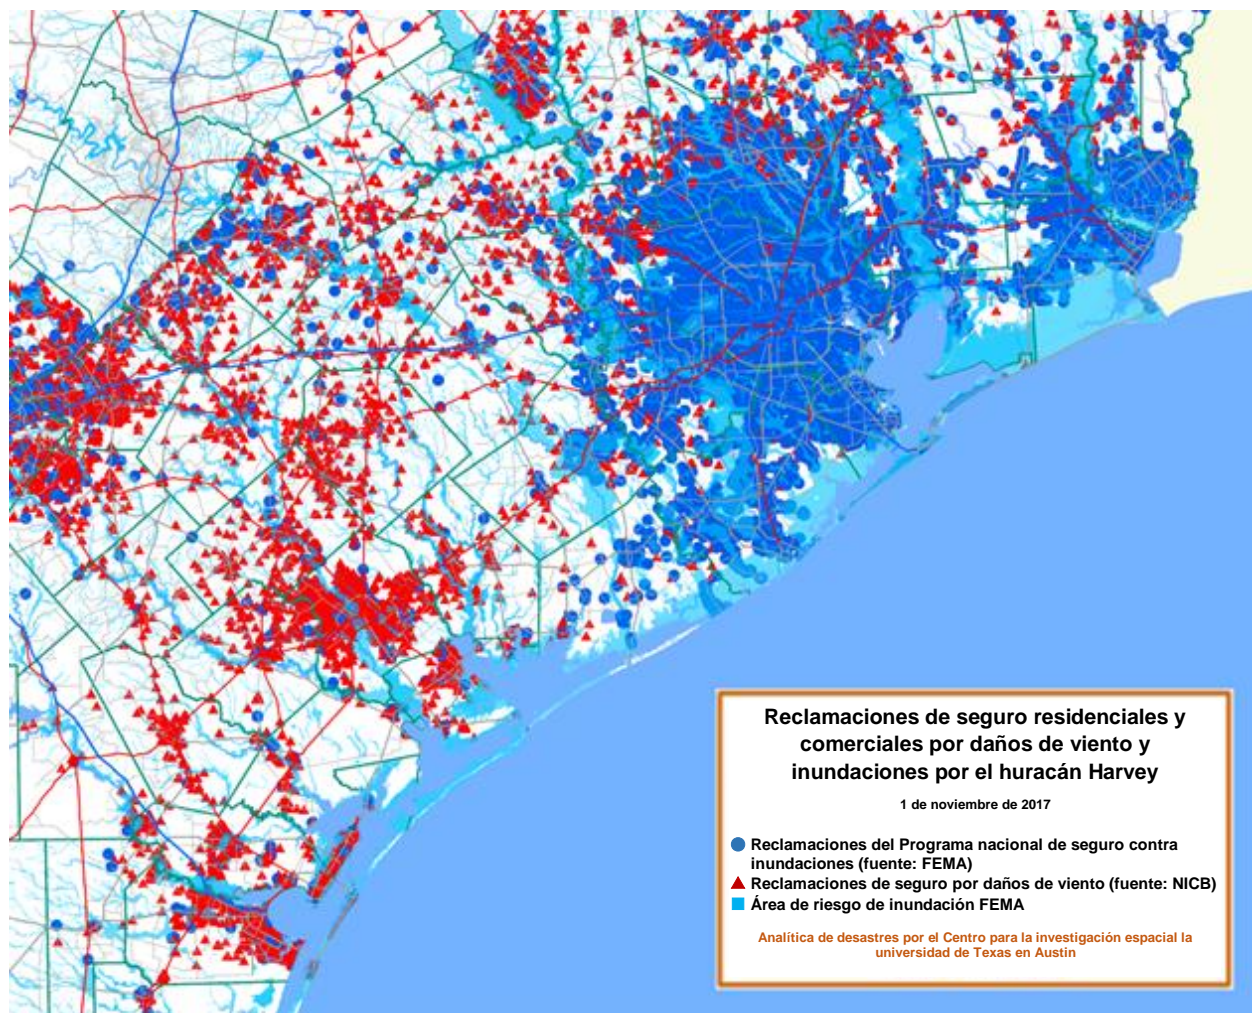 Reclamaciones de seguro residenciales y
comerciales por daños de viento y
inundaciones por el huracán Harvey
1 de noviembre de 2017
Reclamaciones del Programa nacional de seguro contra
inundaciones (fuente: FEMA)
Reclamaciones de seguro por daños de viento (fuente: NICB)
Área de riesgo de inundación FEMA
Analítica de desastres por el Centro para la investigación espacial la
universidad de Texas en Austin